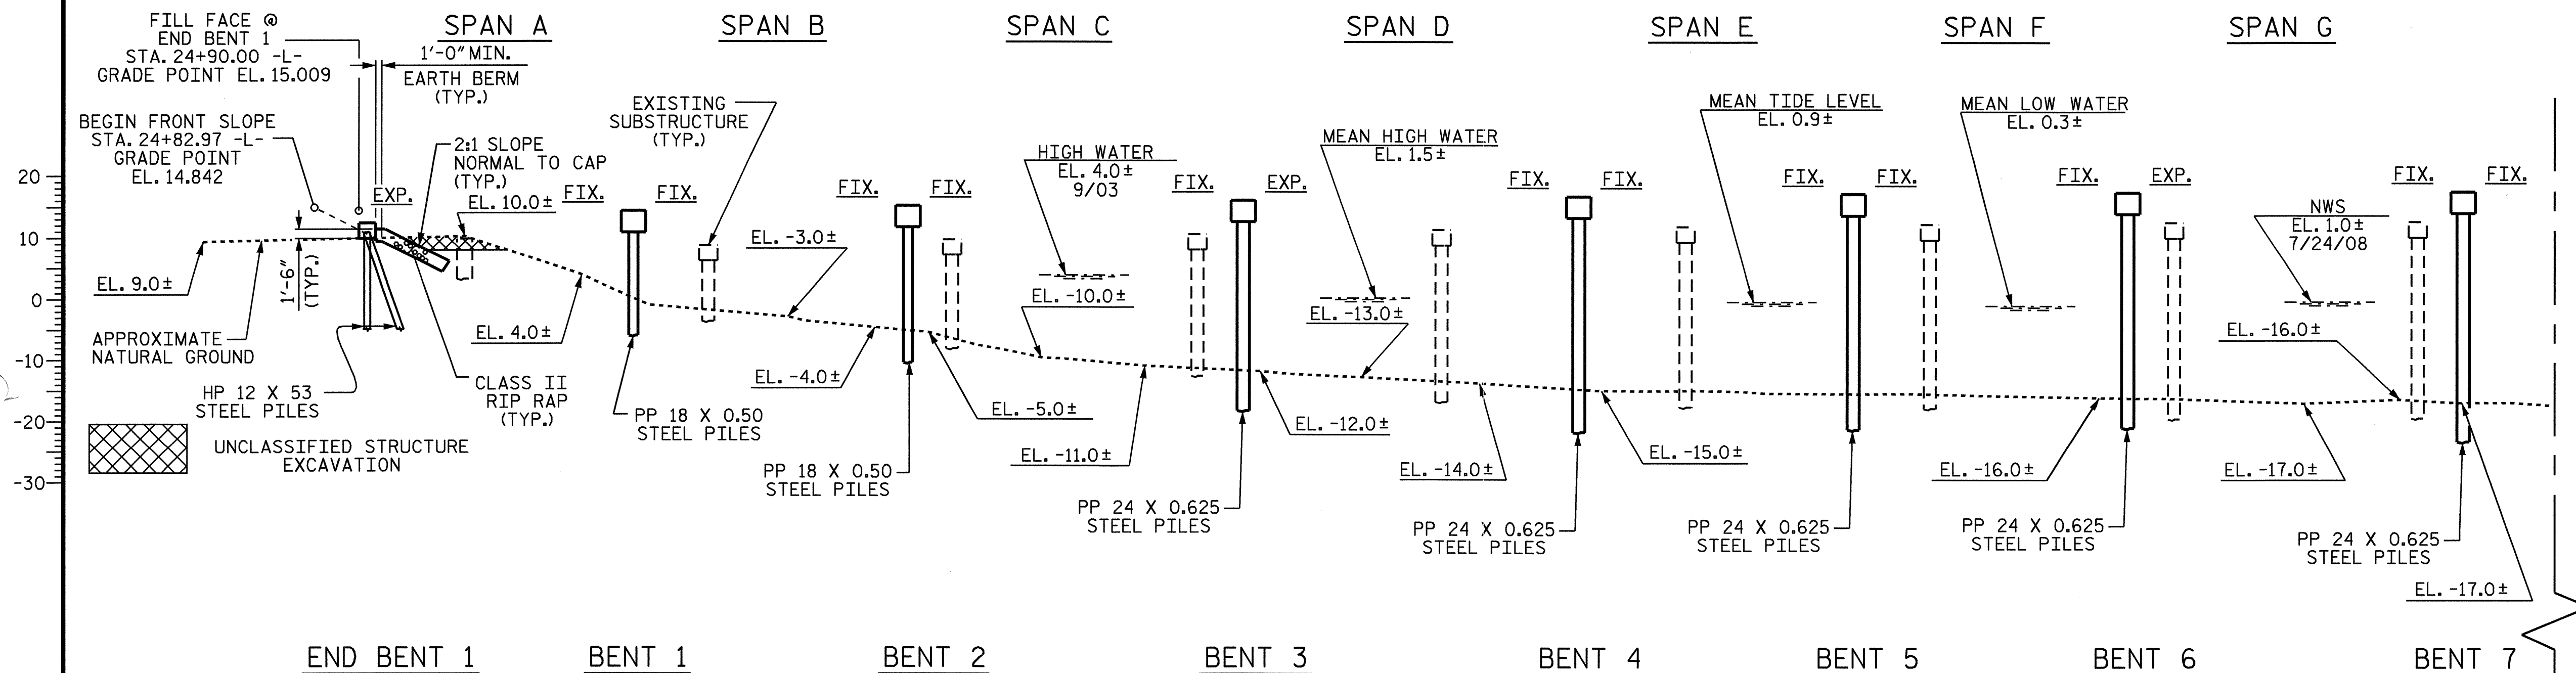 SPAN A
SPAN B
SPAN C
SPAN D
SPAN E
SPAN F
SPAN G
FILL FACE @
END BENT 1
STA. 24+90.00 -L-
GRADE POINT EL. 15.009
1'-0" MIN.
EARTH BERM
(TYP.)
BEGIN FRONT SLOPE
STA. 24+82.97 -L-
GRADE POINT
EL. 14.842
2:1 SLOPE
NORMAL TO CAP
(TYP.)
EL. 10.0±
EXP.
FIX.
FIX.
EXISTING
SUBSTRUCTURE
(TYP.)
FIX.
FIX.
HIGH WATER
EL. 4.0±
9/03
FIX.
EXP.
MEAN HIGH WATER
EL. 1.5±
FIX.
FIX.
MEAN TIDE LEVEL
EL. 0.9±
FIX.
FIX.
MEAN LOW WATER
EL. 0.3±
FIX.
EXP.
NWS
EL. 1.0±
7/24/08
FIX.
FIX.
20
10
0
-10
-20
-30
EL. 9.0±
1'-6"
(TYP.)
APPROXIMATE
NATURAL GROUND
HP 12 X 53
STEEL PILES
UNCLASSIFIED STRUCTURE
EXCAVATION
CLASS II
RIP RAP
(TYP.)
EL. 4.0±
PP 18 X 0.50
STEEL PILES
EL. -3.0±
EL. -4.0±
PP 18 X 0.50
STEEL PILES
EL. -5.0±
EL. -10.0±
EL. -11.0±
PP 24 X 0.625
STEEL PILES
EL. -12.0±
EL. -13.0±
EL. -14.0±
PP 24 X 0.625
STEEL PILES
EL. -15.0±
PP 24 X 0.625
STEEL PILES
EL. -16.0±
PP 24 X 0.625
STEEL PILES
EL. -16.0±
EL. -17.0±
PP 24 X 0.625
STEEL PILES
EL. -17.0±
END BENT 1
BENT 1
BENT 2
BENT 3
BENT 4
BENT 5
BENT 6
BENT 7